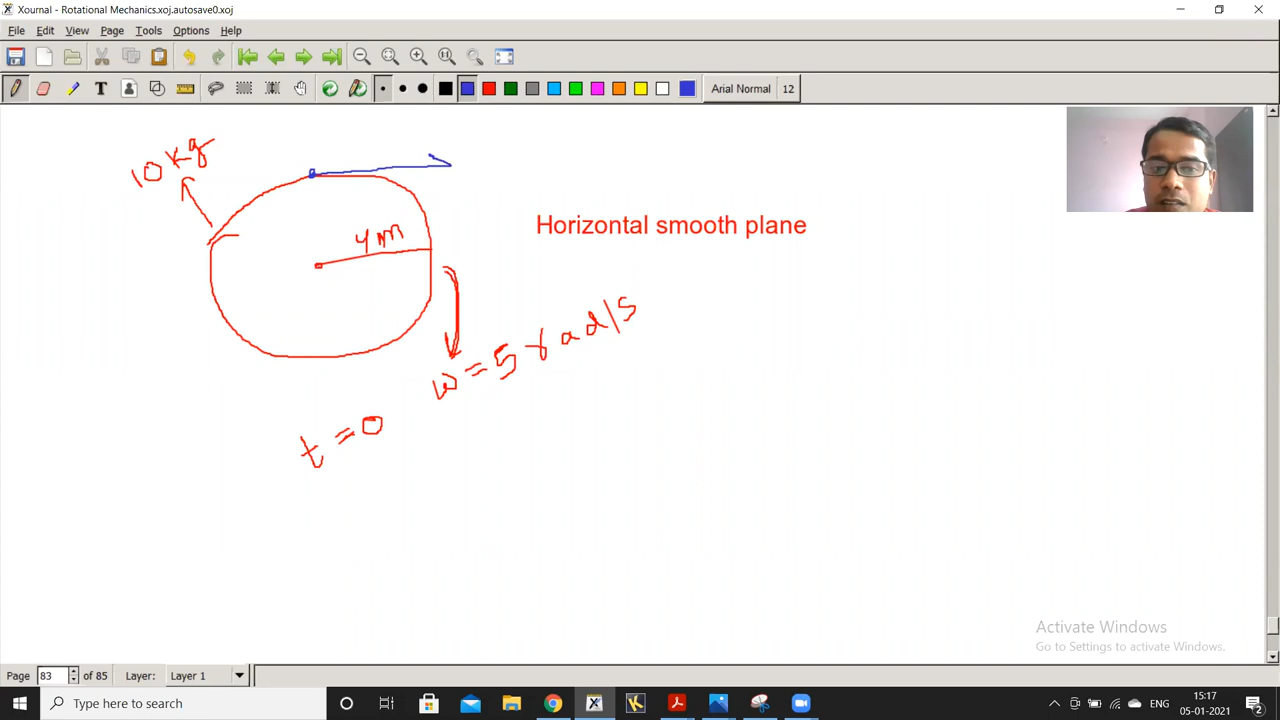 Xournal - Rotational Mechanics.xoj.autosave0.xoj
File Edit View Page Tools Options Help
Arial Normal 12
10 kg
4m
Horizontal smooth plane
w = 5 rad/s
t = 0
Activate Windows
Go to Settings to activate Windows.
Page 83 of 85 Layer: Layer 1
Type here to search
ENG
15:17
05-01-2021
2